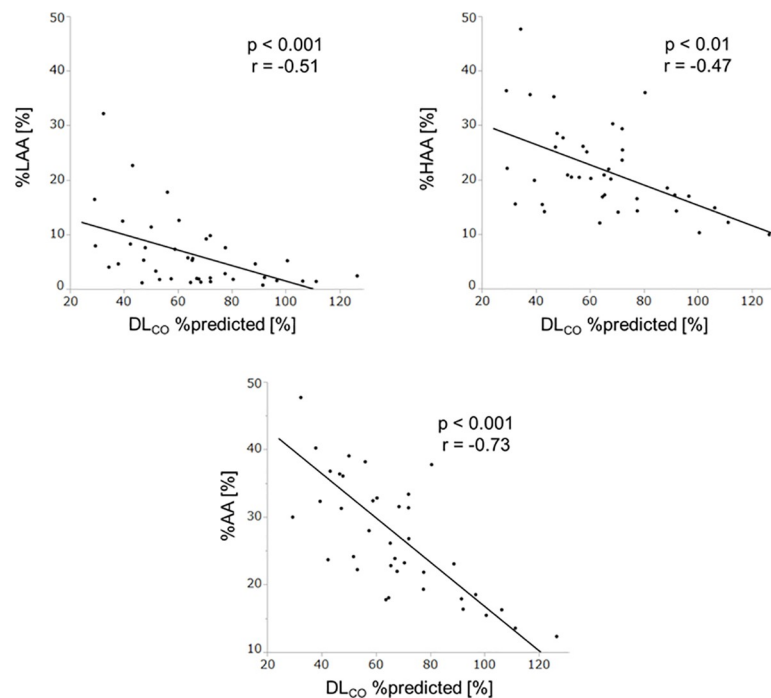 50
40
30
20
10
0
%LAA [%]
p < 0.001
r = -0.51
20 40 60 80 100 120
DLCO %predicted [%]
50
40
30
20
10
0
%HAA [%]
p < 0.01
r = -0.47
20 40 60 80 100 120
DLCO %predicted [%]
50
40
30
20
10
%AA [%]
p < 0.001
r = -0.73
20 40 60 80 100 120
DLCO %predicted [%]